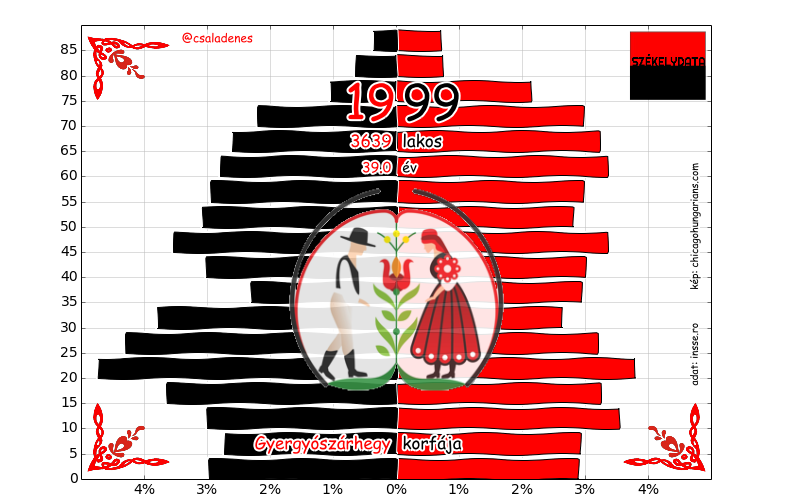 @csaladenes
SZÉKELYDATA
1999
3639 lakos
39.0 év
kép: chicagohungarians.com
adat: insse.ro
Gyergyószárhegy korfája
85
80
75
70
65
60
55
50
45
40
35
30
25
20
15
10
5
0
4% 3% 2% 1% 0% 1% 2% 3% 4%